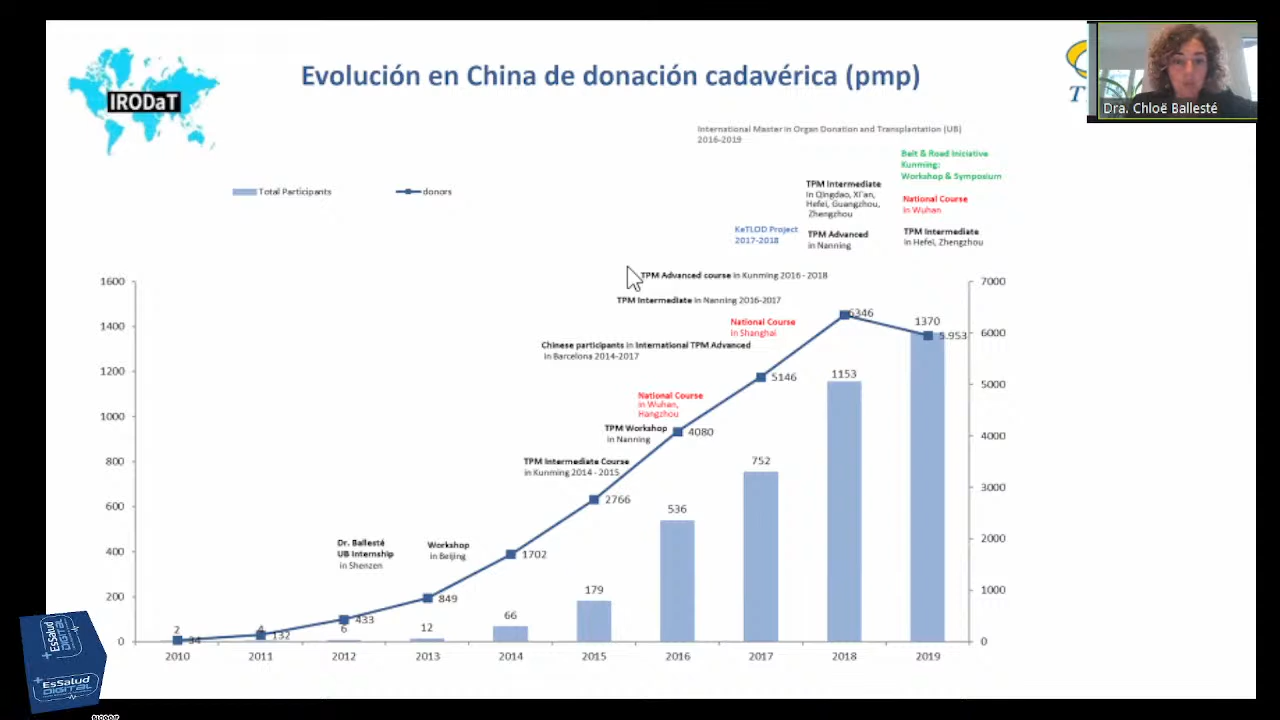 Evolución en China de donación cadavérica (pmp)
IRODaT
Dra. Chloë Ballesté
International Master in Organ Donation and Transplantation (UB)
2016-2019
Belt & Road Iniciative
Kunming:
Workshop & Symposium
Total Participants
donors
TPM Intermediate
in Qingdao, Xi'an,
Hefei, Guangzhou,
Zhengzhou
National Course
in Wuhan
KeTLOD Project
2017-2018
TPM Advanced
in Nanning
TPM Intermediate
in Hefei, Zhengzhou
TPM Advanced course in Kunming 2016 - 2018
TPM Intermediate in Nanning 2016-2017
National Course
in Shanghai
Chinese participants in International TPM Advanced
in Barcelona 2014-2017
National Course
in Wuhan,
Hangzhou
TPM Workshop
in Nanning
TPM Intermediate Course
in Kunming 2014 - 2015
Dr. Ballesté
UB Internship
in Shenzen
Workshop
in Beijing
1600
1400
1200
1000
800
600
400
200
0
7000
6000
5000
4000
3000
2000
1000
0
34
132
433
849
1702
2766
4080
5146
6346
5.953
2
4
6
12
66
179
536
752
1153
1370
2010
2011
2012
2013
2014
2015
2016
2017
2018
2019
EsSalud
DIGITAL